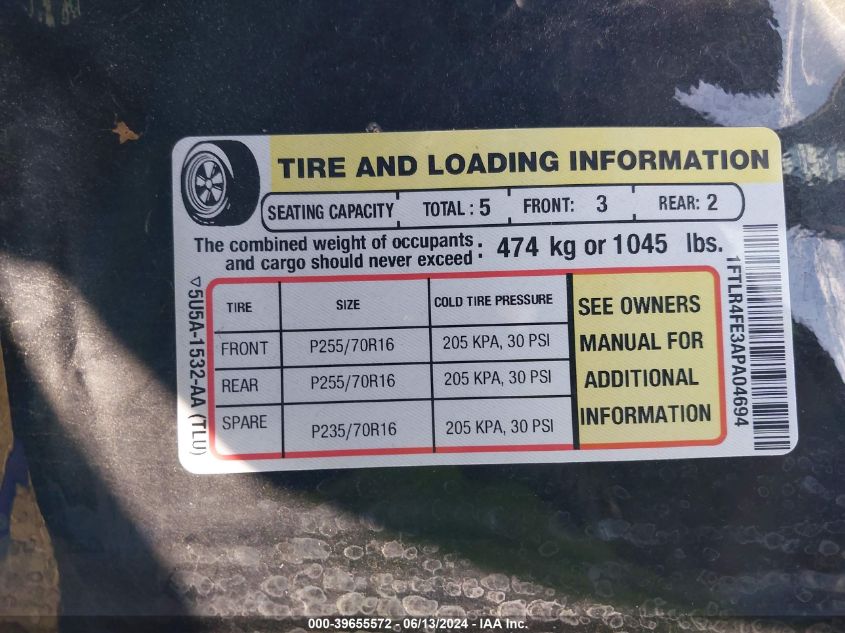 TIRE AND LOADING INFORMATION
SEATING CAPACITY TOTAL : 5 FRONT: 3 REAR: 2
The combined weight of occupants
and cargo should never exceed : 474 kg or 1045 lbs.
TIRE SIZE COLD TIRE PRESSURE
FRONT P255/70R16 205 KPA, 30 PSI
REAR P255/70R16 205 KPA, 30 PSI
SPARE P235/70R16 205 KPA, 30 PSI
SEE OWNERS
MANUAL FOR
ADDITIONAL
INFORMATION
5U5A-1532-AA (TLU)
1FTLR4FE3APA04694
000-39655572 - 06/13/2024 - IAA Inc.